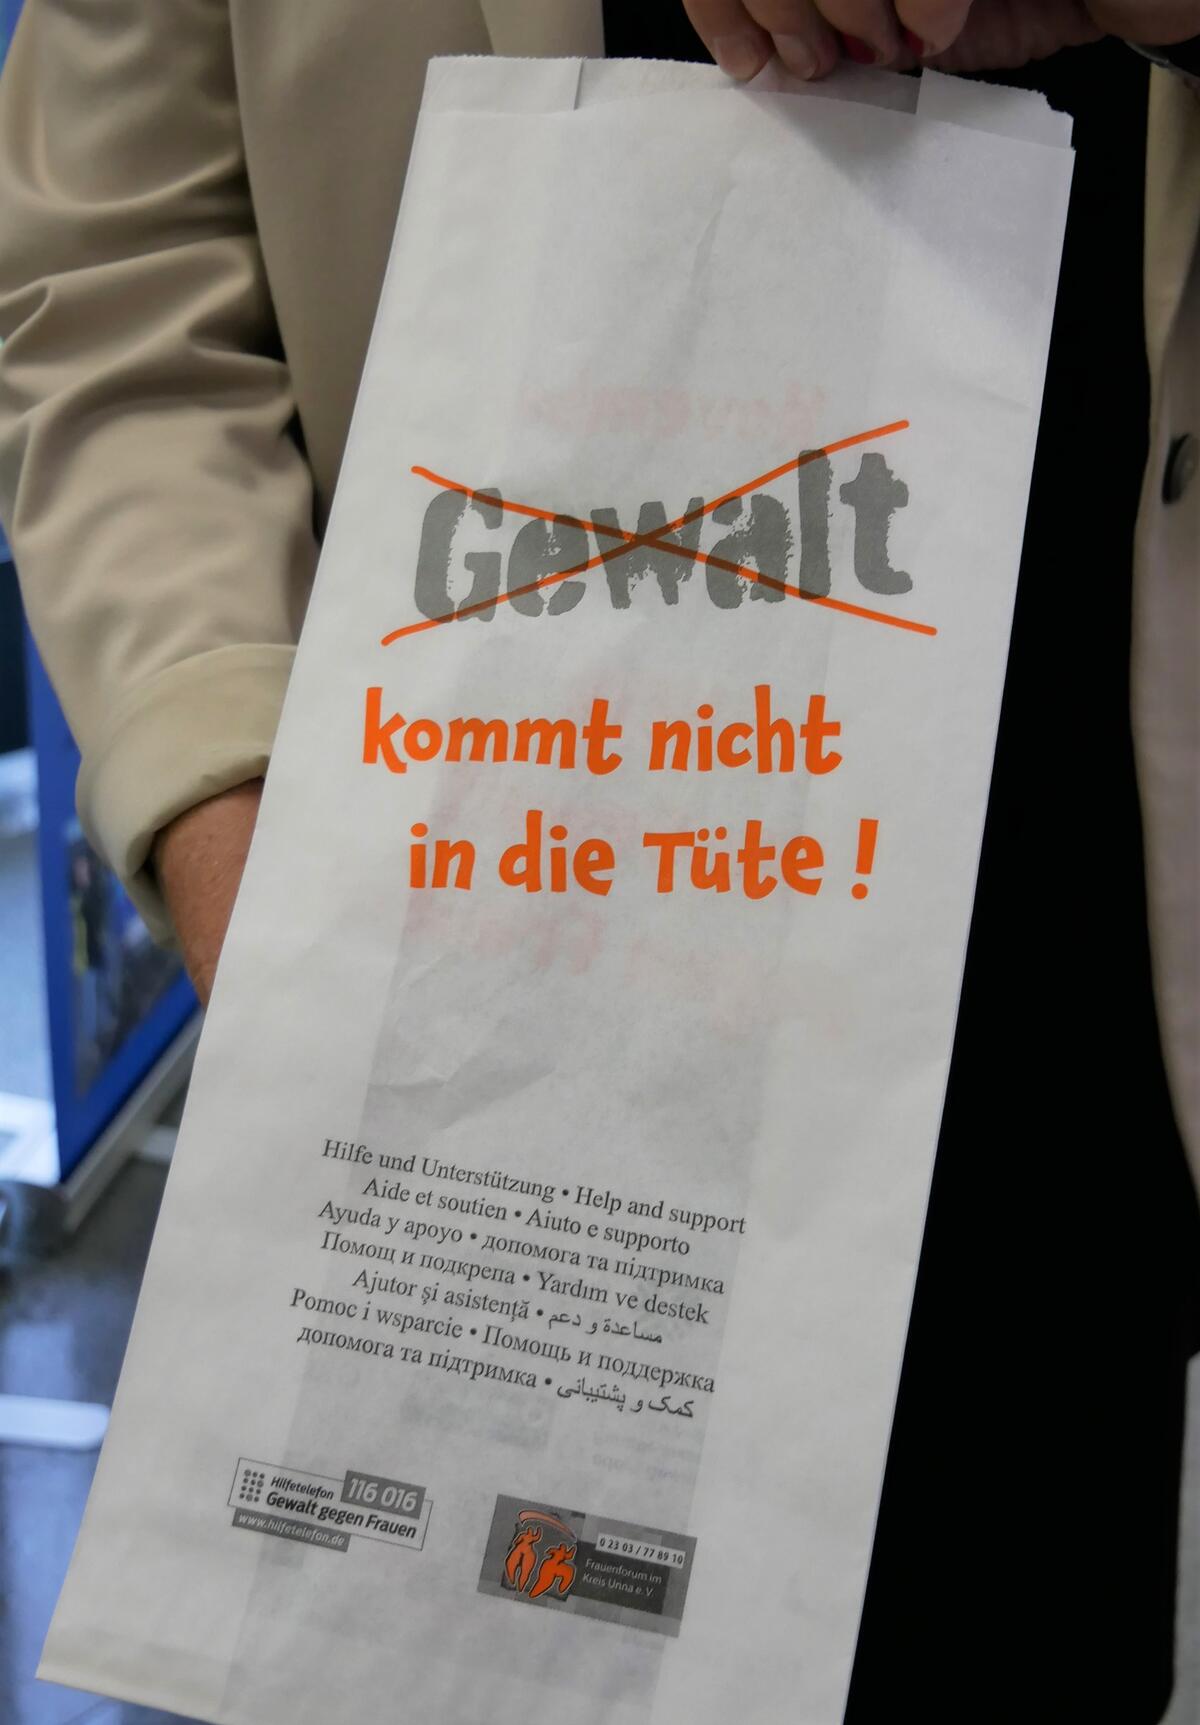 Gewalt
kommt nicht
in die Tüte !
Hilfe und Unterstützung • Help and support
Aide et soutien • Aiuto e supporto
Ayuda y apoyo • допомога та підтримка
Помощ и подкрепа • Yardım ve destek
Ajutor și asistență • مساعدة و دعم
Pomoc i wsparcie • Помощь и поддержка
допомога та підтримка • کمک و پشتیبانی
Hilfetelefon 116 016
Gewalt gegen Frauen
www.hilfetelefon.de
0 23 03 / 77 89 10
Frauenforum im
Kreis Unna e.V.